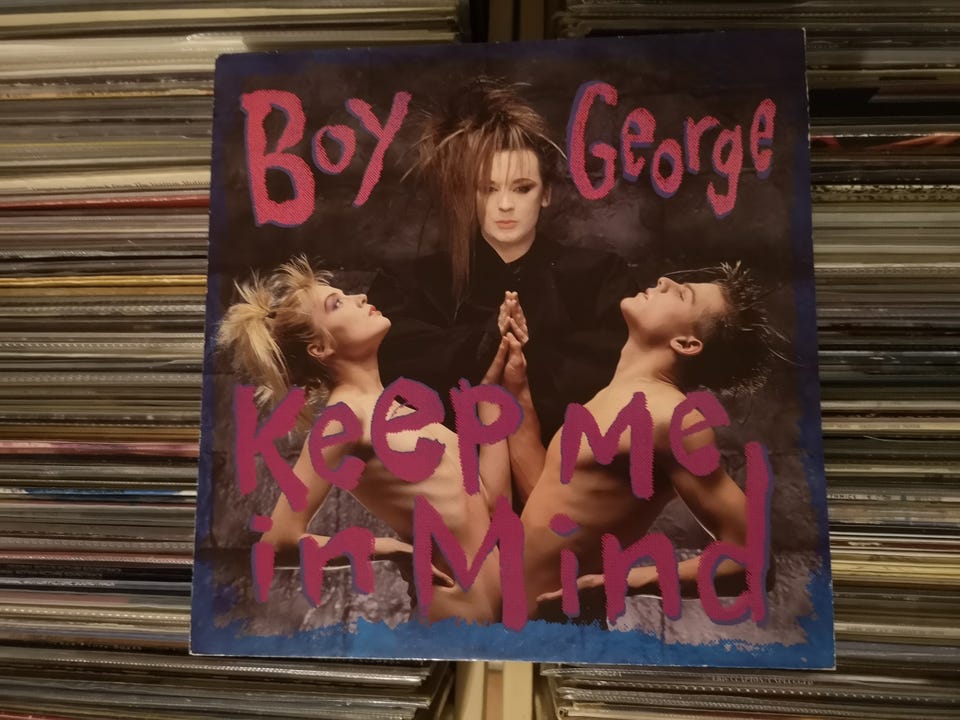 Boy George
Keep Me
in Mind